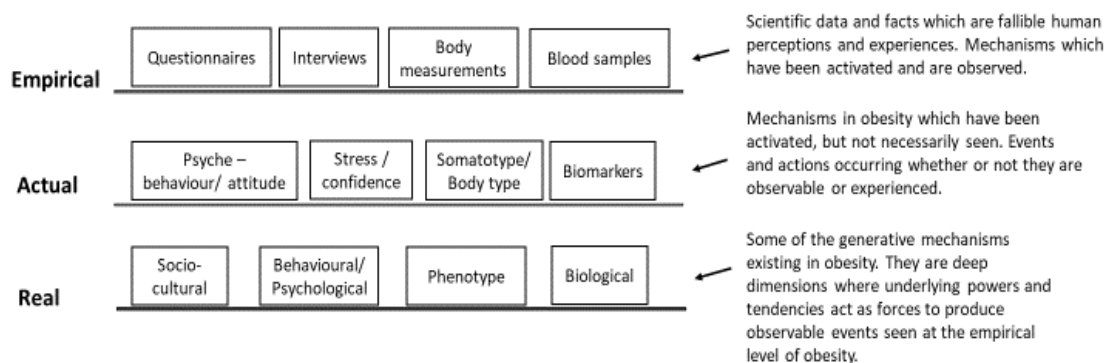 Empirical
Questionnaires
Interviews
Body
measurements
Blood samples
Scientific data and facts which are fallible human
perceptions and experiences. Mechanisms which
have been activated and are observed.
Actual
Psyche –
behaviour/ attitude
Stress /
confidence
Somatotype/
Body type
Biomarkers
Mechanisms in obesity which have been
activated, but not necessarily seen. Events
and actions occurring whether or not they are
observable or experienced.
Real
Socio-
cultural
Behavioural/
Psychological
Phenotype
Biological
Some of the generative mechanisms
existing in obesity. They are deep
dimensions where underlying powers and
tendencies act as forces to produce
observable events seen at the empirical
level of obesity.